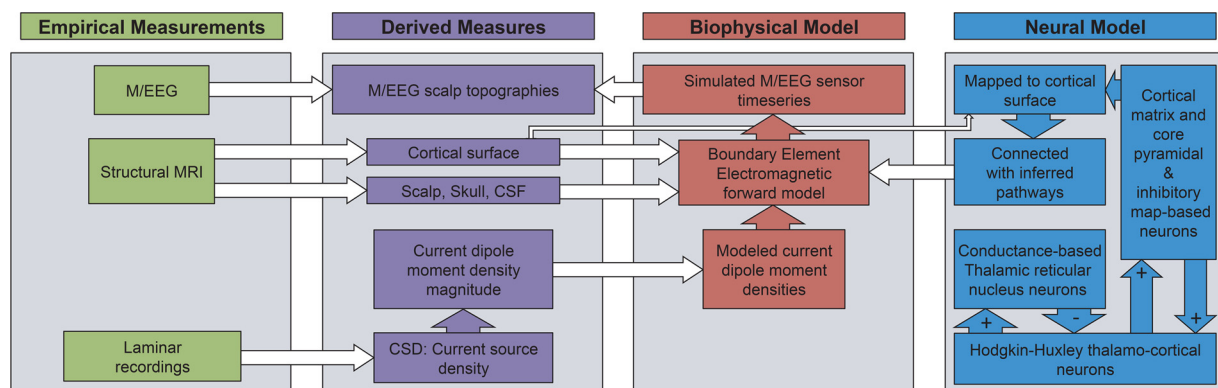 Empirical Measurements
Derived Measures
Biophysical Model
Neural Model
M/EEG
Structural MRI
Laminar
recordings
M/EEG scalp topographies
Cortical surface
Scalp, Skull, CSF
Current dipole
moment density
magnitude
CSD: Current source
density
Simulated M/EEG sensor
timeseries
Boundary Element
Electromagnetic
forward model
Modeled current
dipole moment
densities
Mapped to cortical
surface
Connected
with inferred
pathways
Cortical
matrix and
core
pyramidal
&
inhibitory
map-based
neurons
Conductance-based
Thalamic reticular
nucleus neurons
+
-
+
+
Hodgkin-Huxley thalamo-cortical
neurons